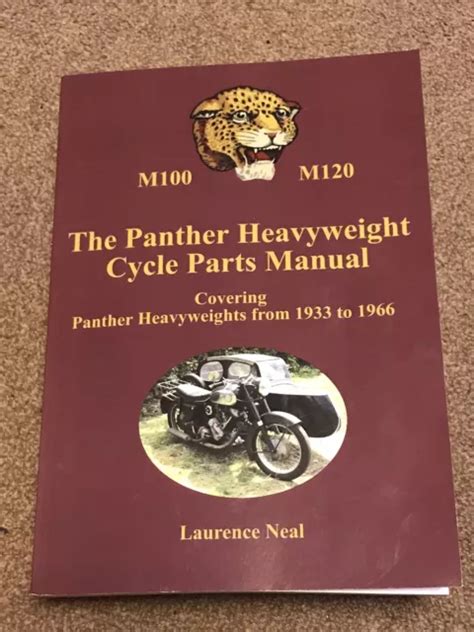 M100 M120
The Panther Heavyweight
Cycle Parts Manual
Covering
Panther Heavyweights from 1933 to 1966
Laurence Neal